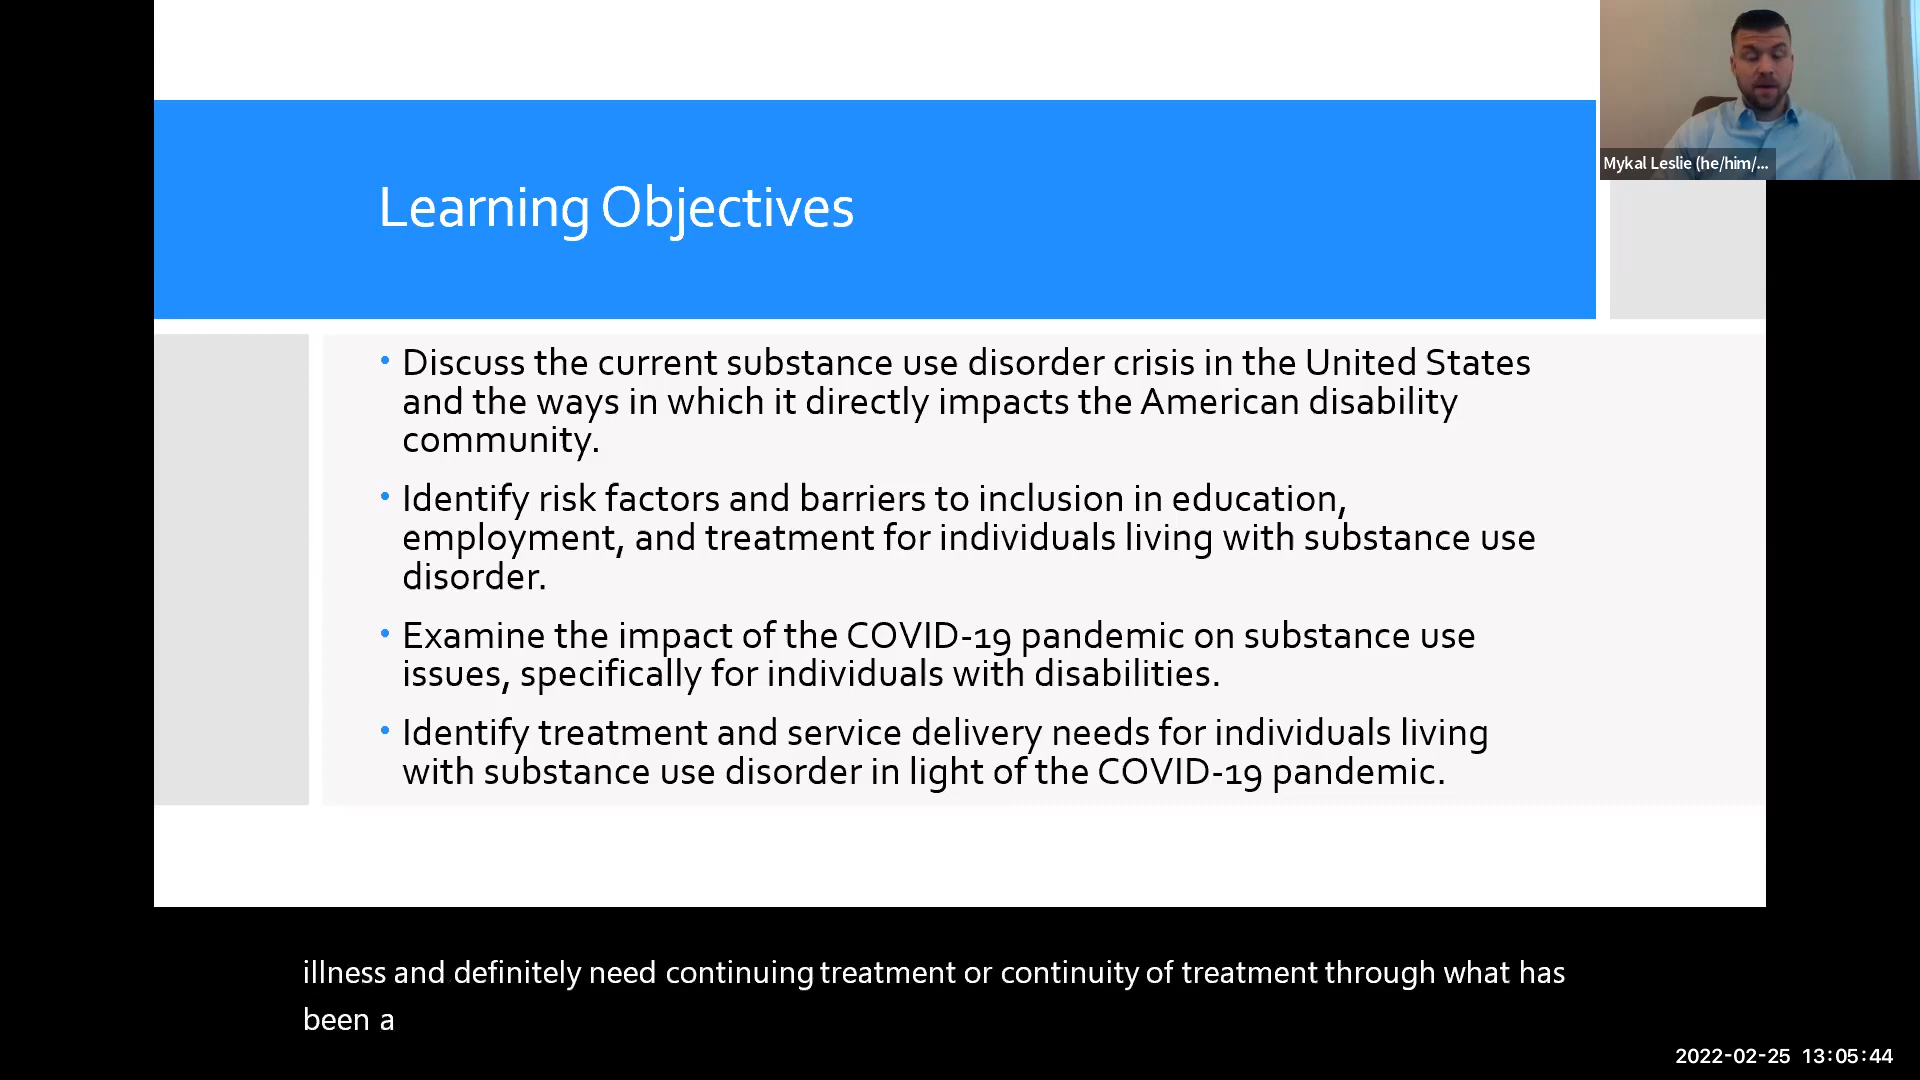 Mykal Leslie (he/him/...
Learning Objectives
• Discuss the current substance use disorder crisis in the United States
and the ways in which it directly impacts the American disability
community.
• Identify risk factors and barriers to inclusion in education,
employment, and treatment for individuals living with substance use
disorder.
• Examine the impact of the COVID-19 pandemic on substance use
issues, specifically for individuals with disabilities.
• Identify treatment and service delivery needs for individuals living
with substance use disorder in light of the COVID-19 pandemic.
illness and definitely need continuing treatment or continuity of treatment through what has
been a
2022-02-25 13:05:44